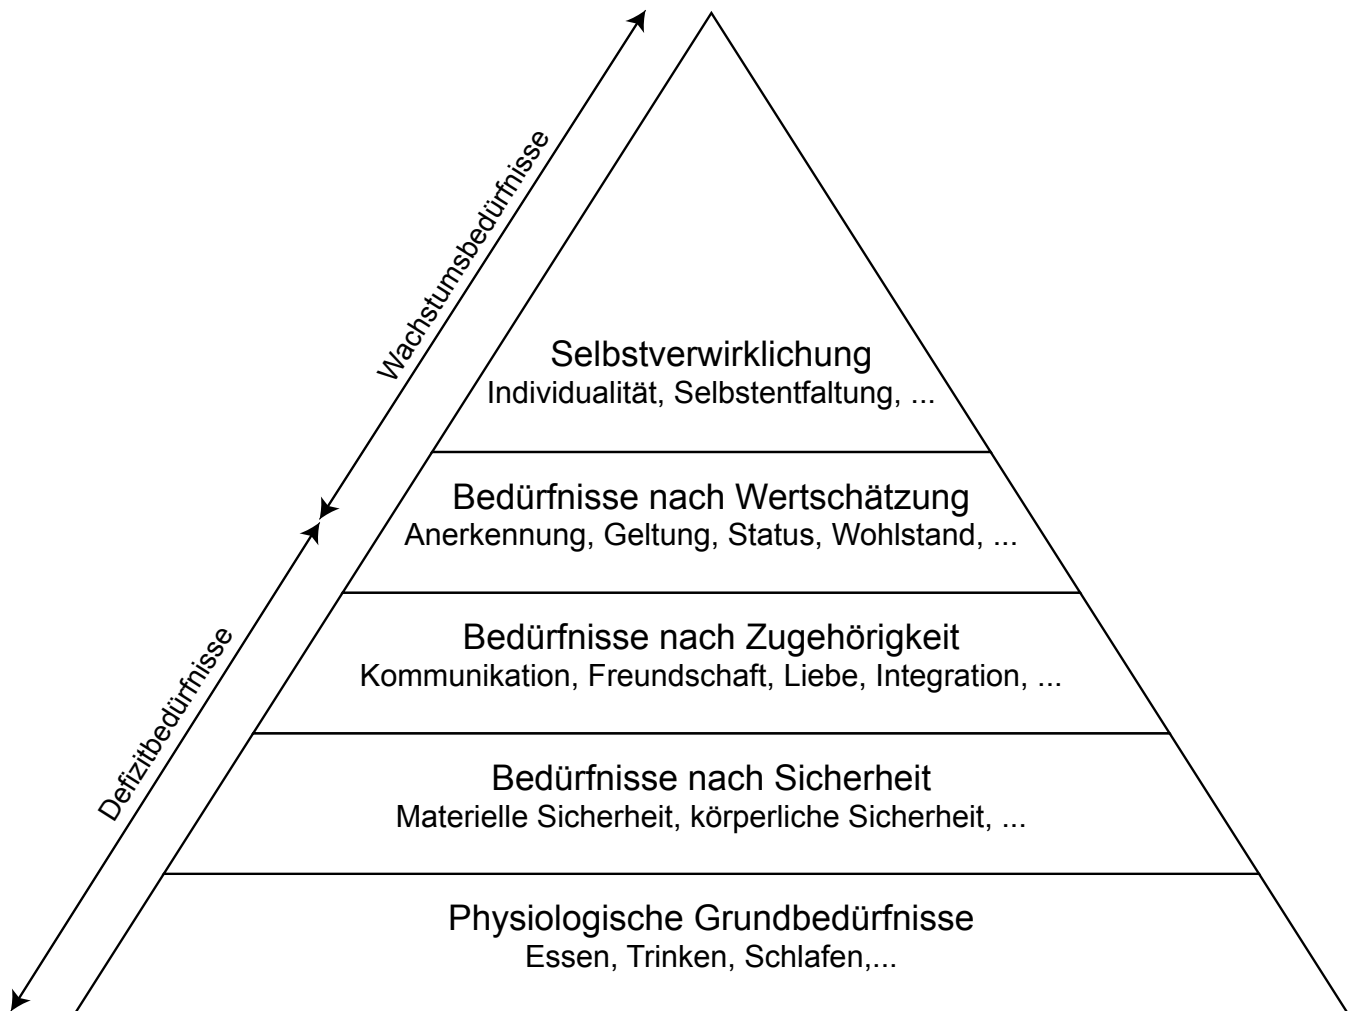 Wachstumsbedürfnisse
Selbstverwirklichung
Individualität, Selbstentfaltung, ...
Bedürfnisse nach Wertschätzung
Anerkennung, Geltung, Status, Wohlstand, ...
Defizitbedürfnisse
Bedürfnisse nach Zugehörigkeit
Kommunikation, Freundschaft, Liebe, Integration, ...
Bedürfnisse nach Sicherheit
Materielle Sicherheit, körperliche Sicherheit, ...
Physiologische Grundbedürfnisse
Essen, Trinken, Schlafen,...